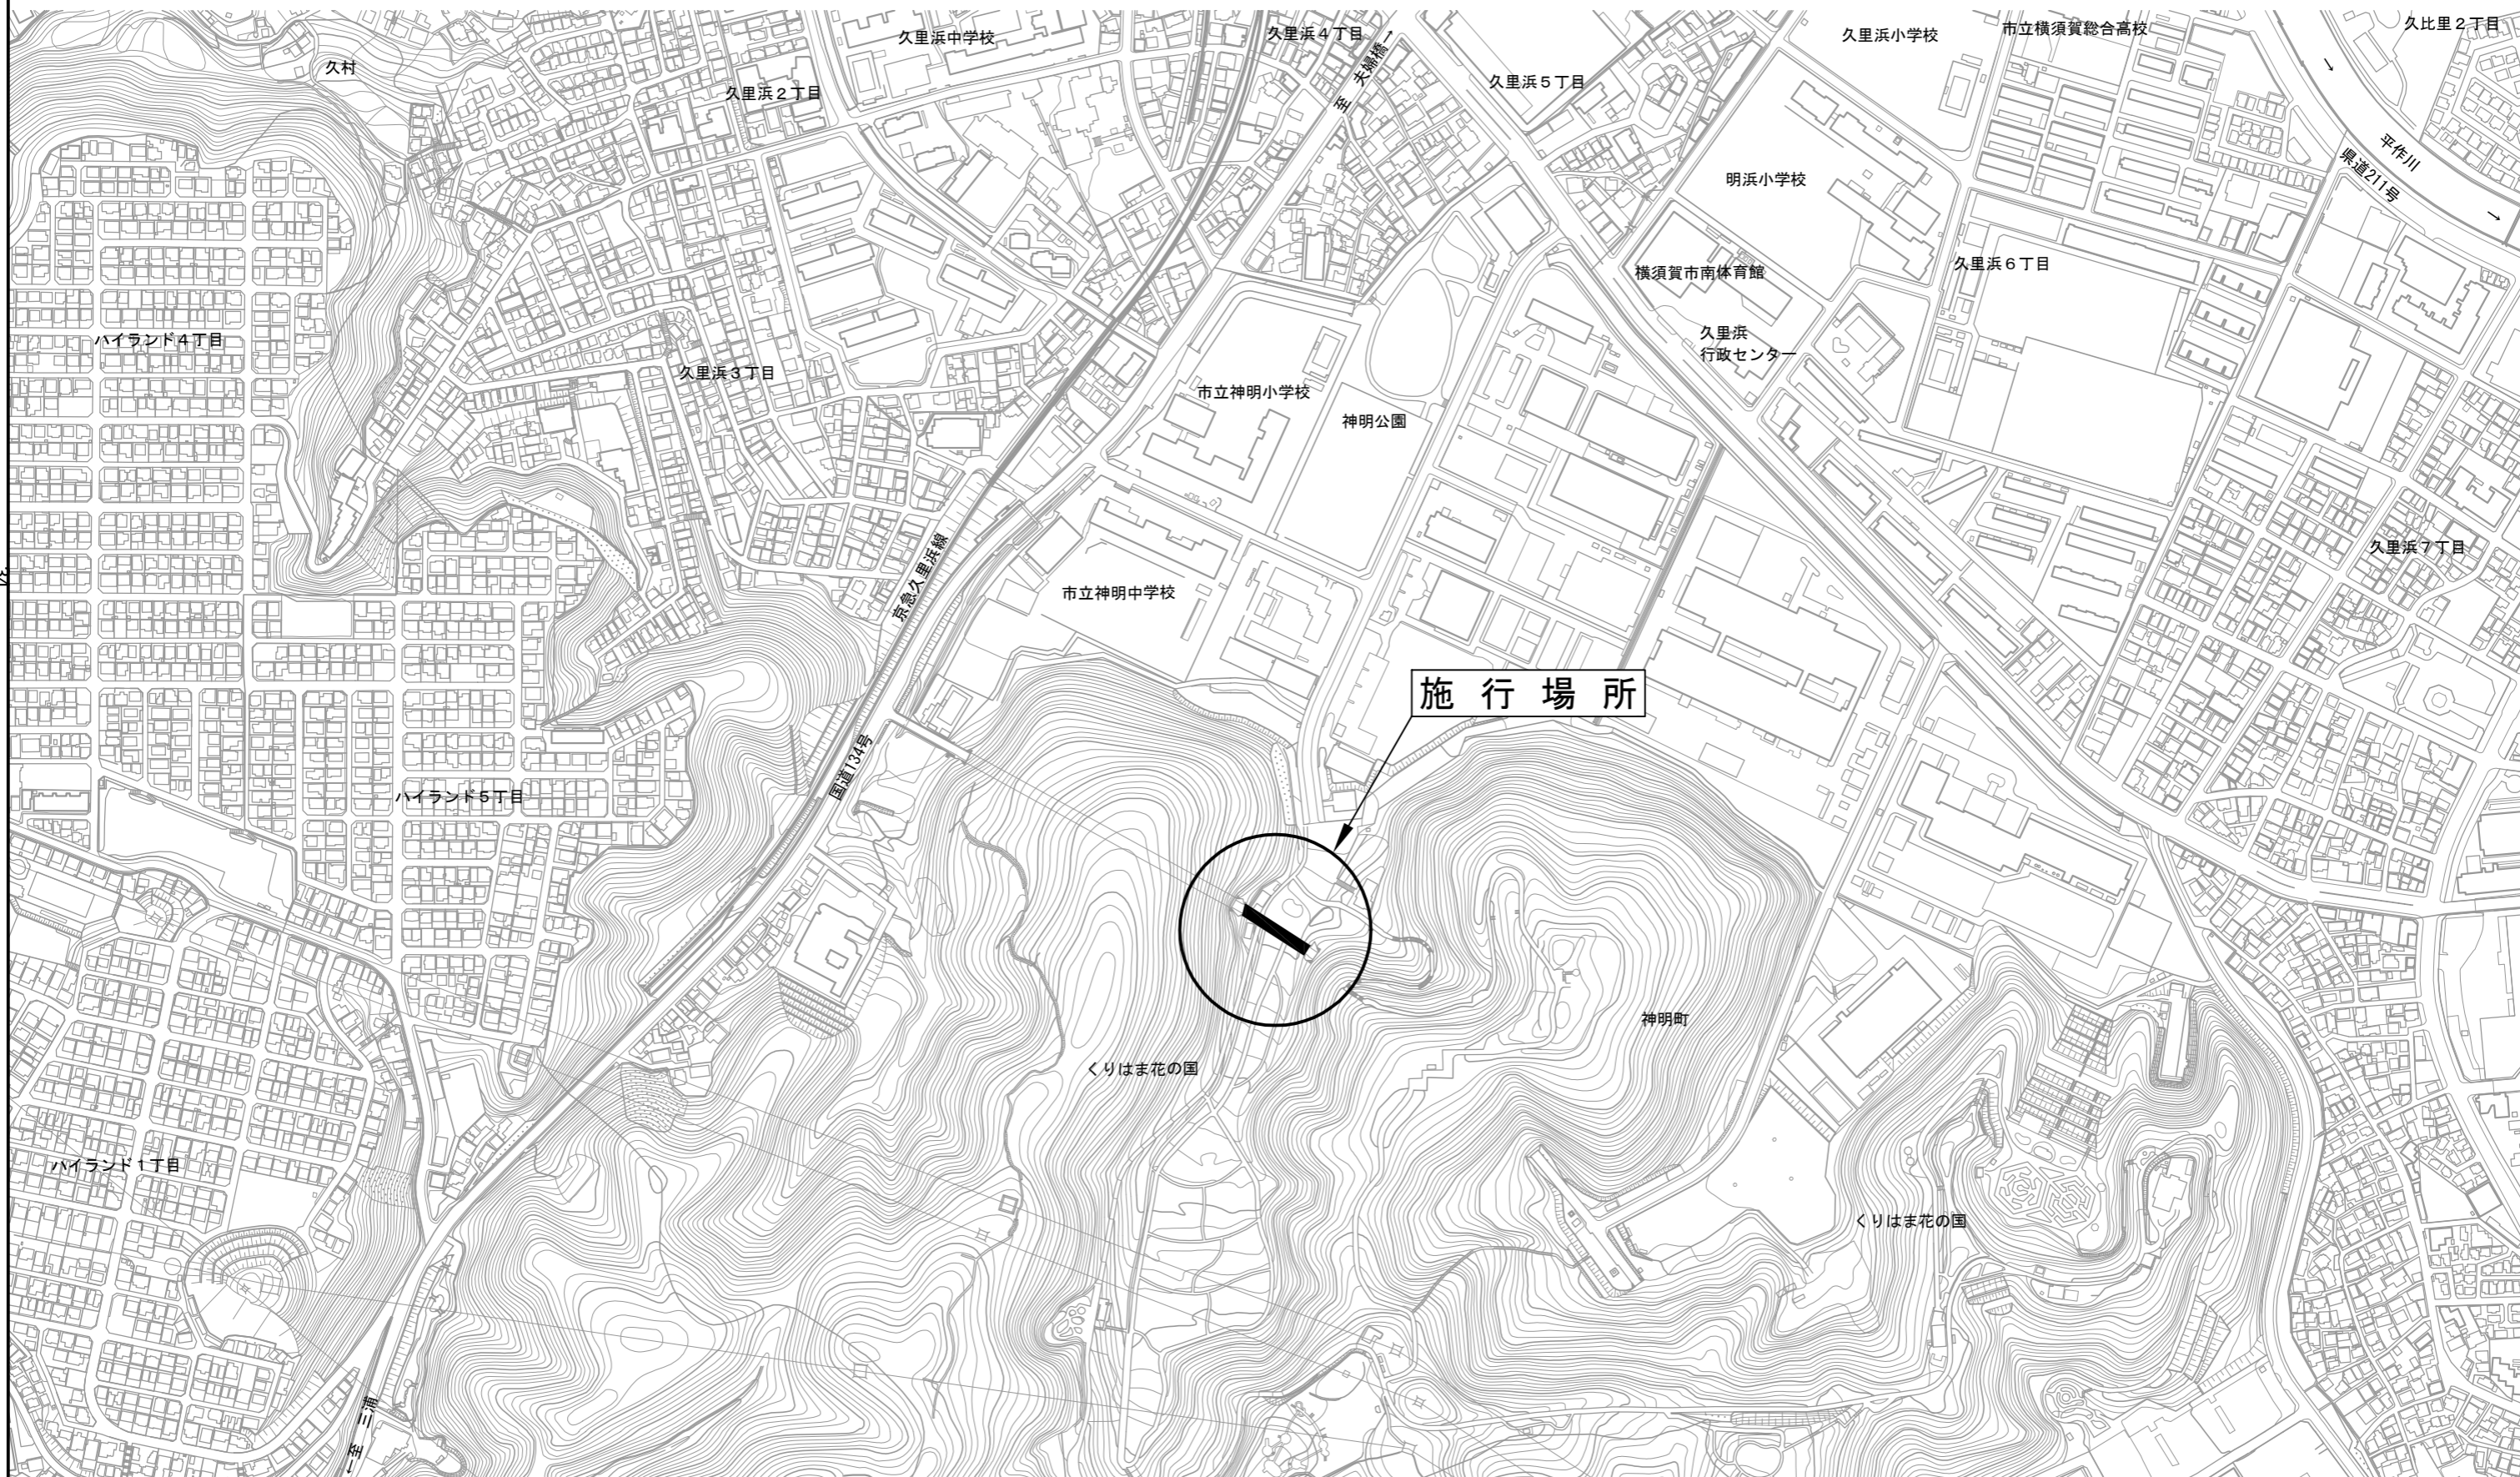 久里浜中学校
久里浜４丁目
久里浜小学校
市立横須賀総合高校
久比里２丁目
久村
久里浜２丁目
至　夫婦橋→
久里浜５丁目
→
平作川
県道211号
→
明浜小学校
横須賀市南体育館
久里浜６丁目
ハイランド４丁目
久里浜３丁目
久里浜
行政センター
市立神明小学校
神明公園
久里浜７丁目
京急久里浜線
市立神明中学校
施 行 場 所
国道134号
ハイランド５丁目
神明町
くりはま花の国
ハイランド１丁目
くりはま花の国
←至　三浦